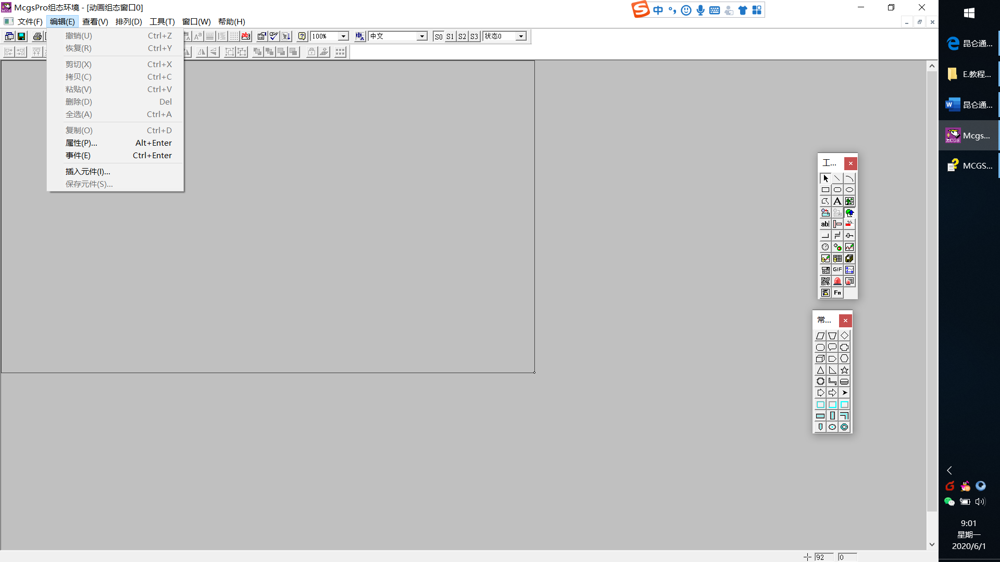 McgsPro组态环境 - [动画组态窗口0]
文件(F) 编辑(E) 查看(V) 排列(D) 工具(T) 窗口(W) 帮助(H)
中
100% 中文 S0 S1 S2 S3 状态0
撤销(U) Ctrl+Z
恢复(R) Ctrl+Y
剪切(X) Ctrl+X
拷贝(C) Ctrl+C
粘贴(V) Ctrl+V
删除(D) Del
全选(A) Ctrl+A
复制(O) Ctrl+D
属性(P)... Alt+Enter
事件(E) Ctrl+Enter
插入元件(I)...
保存元件(S)...
工...
A
ab|
GIF
Fn
常...
昆仑通...
E.教程...
昆仑通...
Mcgs...
MCGS...
9:01
星期一
2020/6/1
92 0